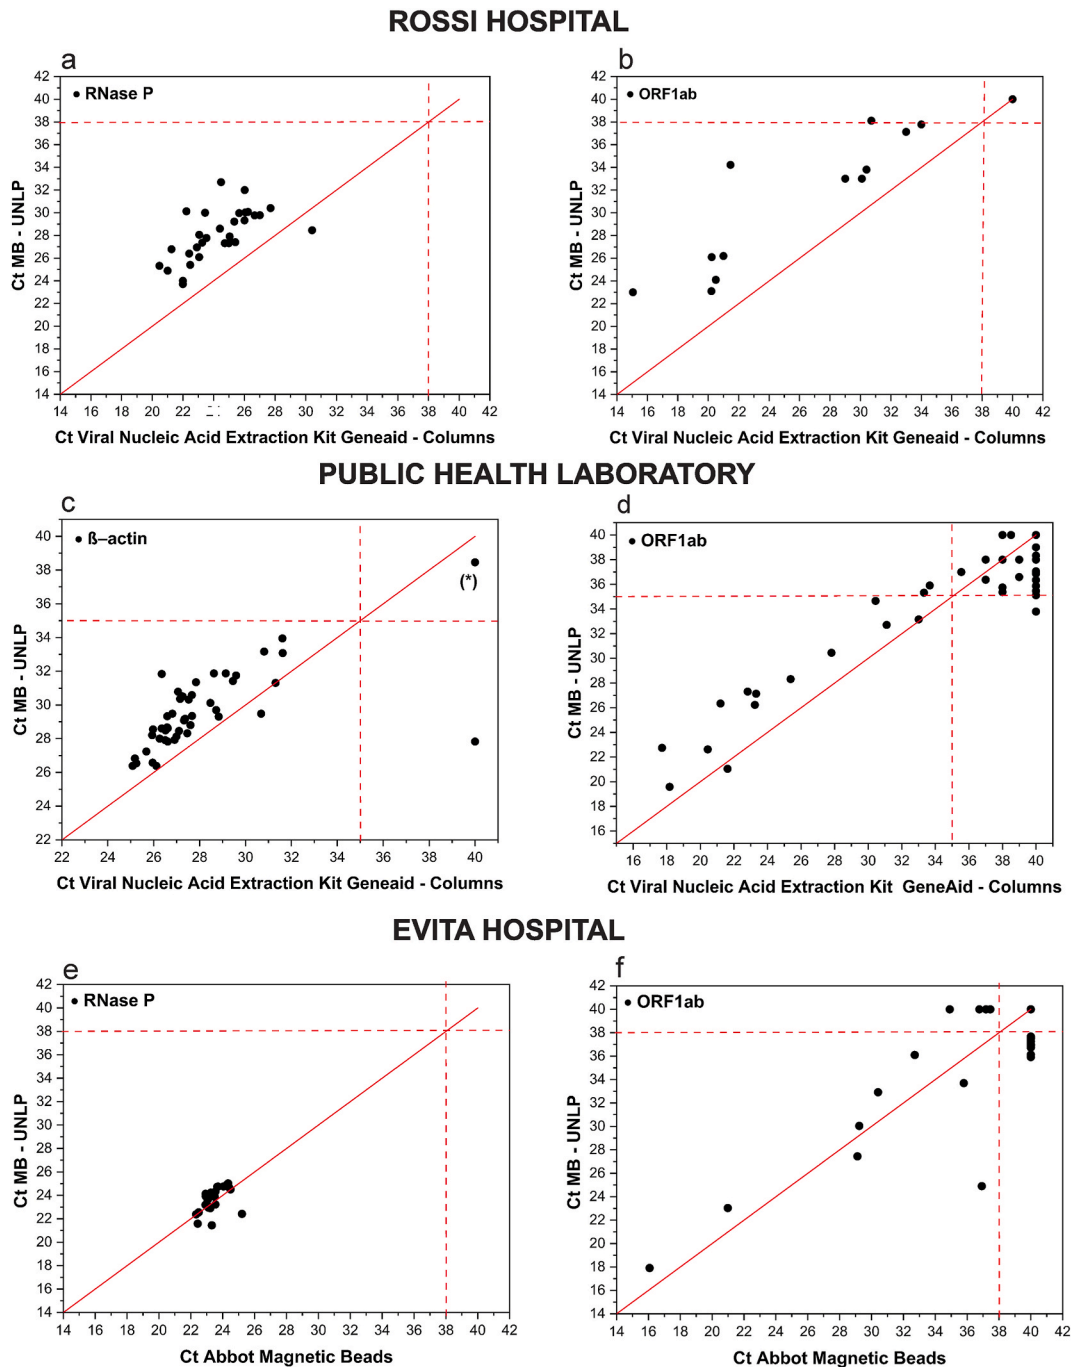 ROSSI HOSPITAL
a
RNase P
42
40
38
36
34
32
30
28
26
24
22
20
18
16
14
14 16 18 20 22 24 26 28 30 32 34 36 38 40 42
Ct MB - UNLP
Ct Viral Nucleic Acid Extraction Kit Geneaid - Columns
b
ORF1ab
42
40
38
36
34
32
30
28
26
24
22
20
18
16
14
14 16 18 20 22 24 26 28 30 32 34 36 38 40 42
Ct MB - UNLP
Ct Viral Nucleic Acid Extraction Kit Geneaid - Columns
PUBLIC HEALTH LABORATORY
c
ß–actin
(*)
40
38
36
34
32
30
28
26
24
22
22 24 26 28 30 32 34 36 38 40
Ct MB - UNLP
Ct Viral Nucleic Acid Extraction Kit Geneaid - Columns
d
ORF1ab
40
38
36
34
32
30
28
26
24
22
20
18
16
16 18 20 22 24 26 28 30 32 34 36 38 40
Ct MB - UNLP
Ct Viral Nucleic Acid Extraction Kit GeneAid - Columns
EVITA HOSPITAL
e
RNase P
42
40
38
36
34
32
30
28
26
24
22
20
18
16
14
14 16 18 20 22 24 26 28 30 32 34 36 38 40 42
Ct MB - UNLP
Ct Abbot Magnetic Beads
f
ORF1ab
42
40
38
36
34
32
30
28
26
24
22
20
18
16
14
14 16 18 20 22 24 26 28 30 32 34 36 38 40 42
Ct MB - UNLP
Ct Abbot Magnetic Beads